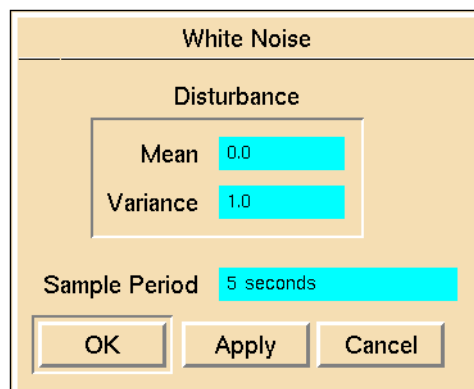 White Noise
Disturbance
Mean 0.0
Variance 1.0
Sample Period 5 seconds
OK Apply Cancel